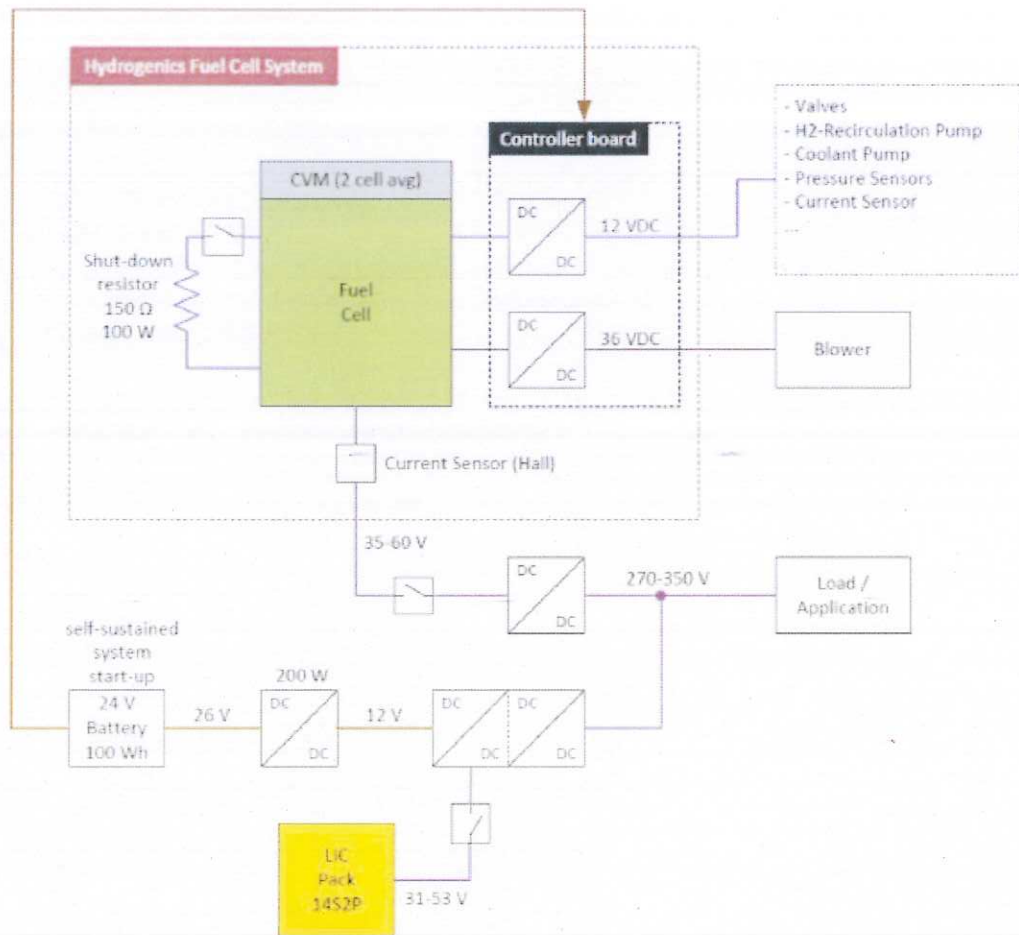 Hydrogenics Fuel Cell System
Controller board
- Valves
- H2-Recirculation Pump
- Coolant Pump
- Pressure Sensors
- Current Sensor
...
CVM (2 cell avg)
DC
DC
12 VDC
Shut-down
resistor
150 Ω
100 W
Fuel
Cell
DC
DC
36 VDC
Blower
Current Sensor (Hall)
35-60 V
DC
DC
270-350 V
Load /
Application
self-sustained
system
start-up
24 V
Battery
100 Wh
26 V
200 W
DC
DC
12 V
DC
DC
DC
DC
LIC
Pack
14S2P
31-53 V